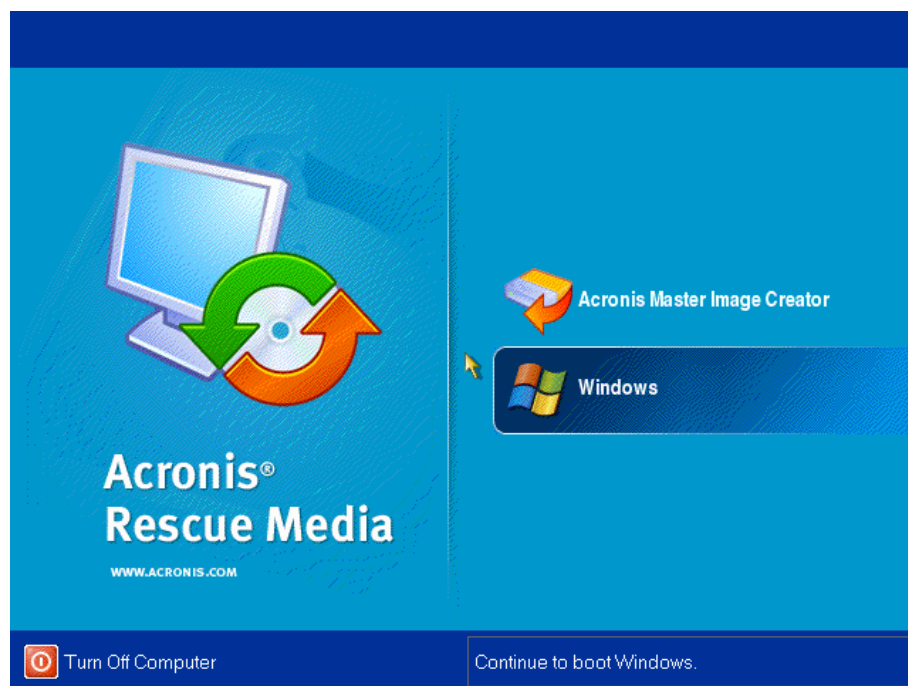 Acronis Master Image Creator
Windows
Acronis®
Rescue Media
WWW.ACRONIS.COM
Turn Off Computer
Continue to boot Windows.